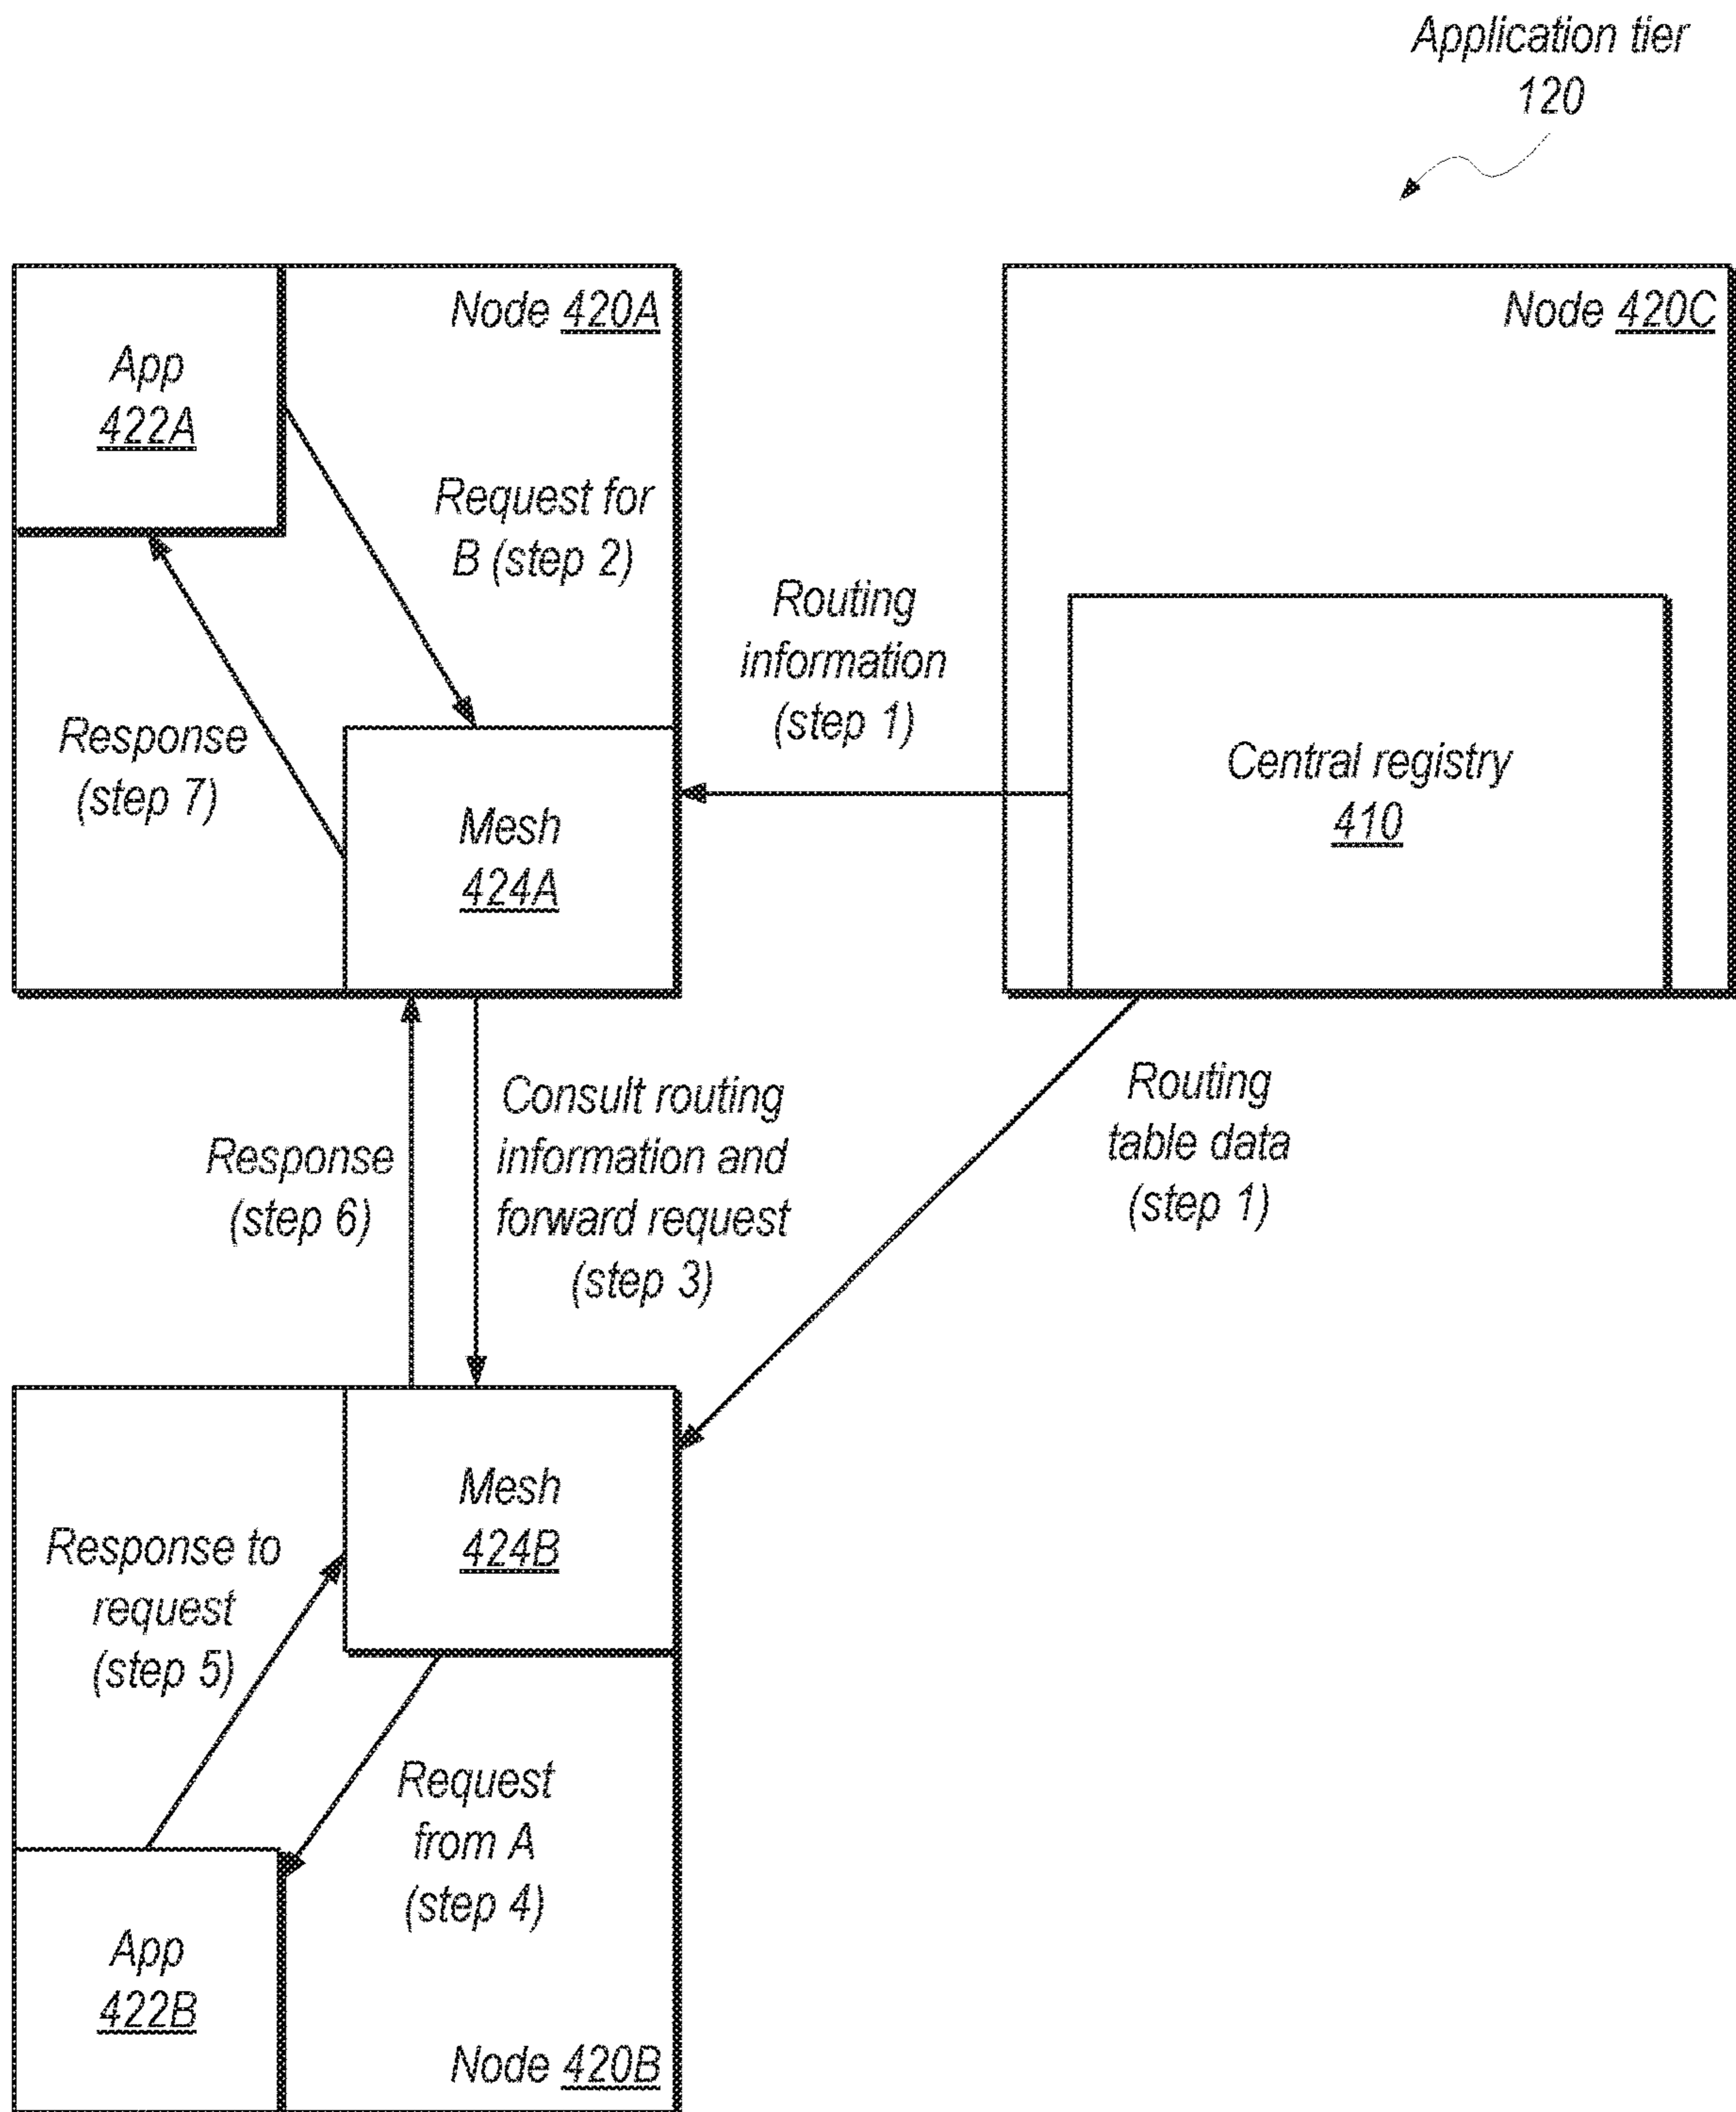 Application tier
120
Node 420A
App
422A
Request for
B (step 2)
Response
(step 7)
Mesh
424A
Routing
information
(step 1)
Node 420C
Central registry
410
Response
(step 6)
Consult routing
information and
forward request
(step 3)
Routing
table data
(step 1)
Mesh
424B
Response to
request
(step 5)
Request
from A
(step 4)
App
422B
Node 420B